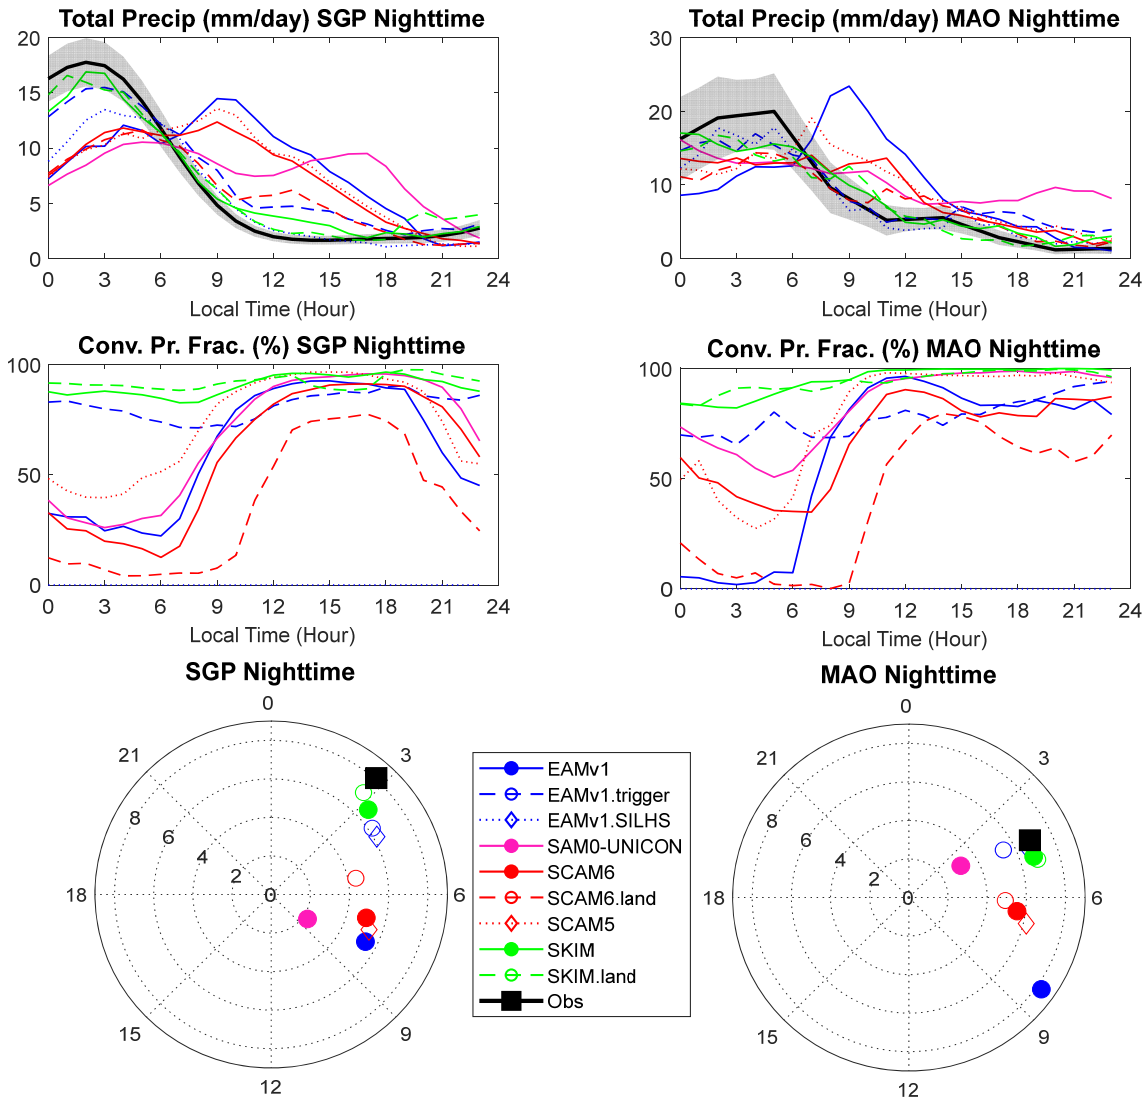 Total Precip (mm/day) SGP Nighttime
20
15
10
5
0
0 3 6 9 12 15 18 21 24
Local Time (Hour)
Total Precip (mm/day) MAO Nighttime
30
20
10
0
0 3 6 9 12 15 18 21 24
Local Time (Hour)
Conv. Pr. Frac. (%) SGP Nighttime
100
50
0
0 3 6 9 12 15 18 21 24
Local Time (Hour)
Conv. Pr. Frac. (%) MAO Nighttime
100
50
0
0 3 6 9 12 15 18 21 24
Local Time (Hour)
SGP Nighttime
0
21
3
8
6
4
2
0
18
6
15
9
12
EAMv1
EAMv1.trigger
EAMv1.SILHS
SAM0-UNICON
SCAM6
SCAM6.land
SCAM5
SKIM
SKIM.land
Obs
MAO Nighttime
0
21
3
8
6
4
2
0
18
6
15
9
12